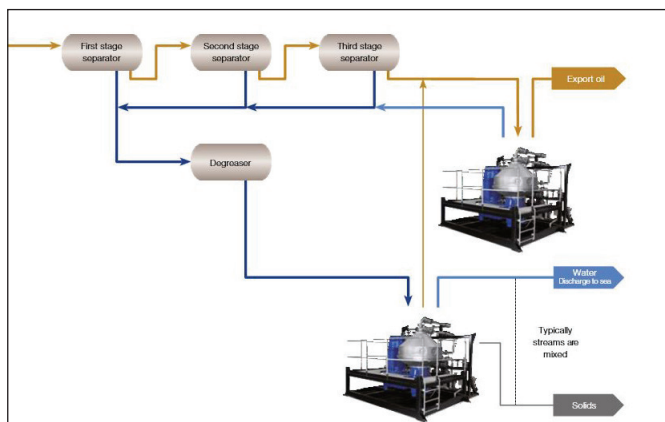 First stage
separator
Second stage
separator
Third stage
separator
Export oil
Degreaser
Water
Discharge to sea
Typically
streams are
mixed
Solids